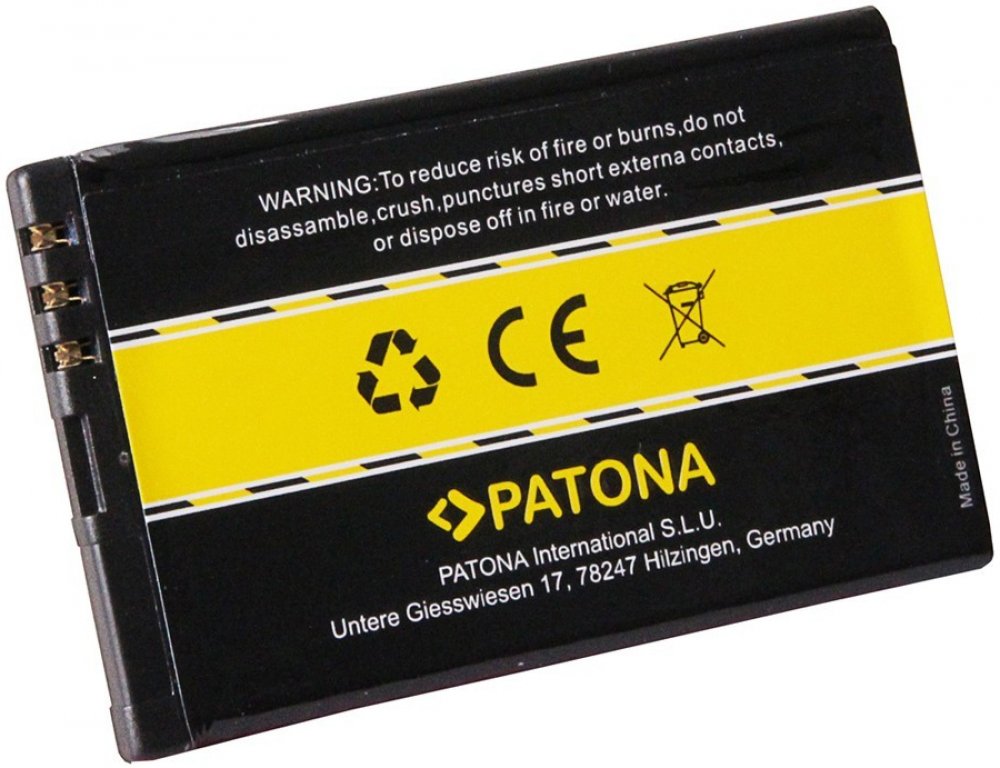 WARNING:To reduce risk of fire or burns,do not
disassamble,crush,punctures short externa contacts,
or dispose off in fire or water.
CE
PATONA
PATONA International S.L.U.
Untere Giesswiesen 17, 78247 Hilzingen, Germany
Made in China